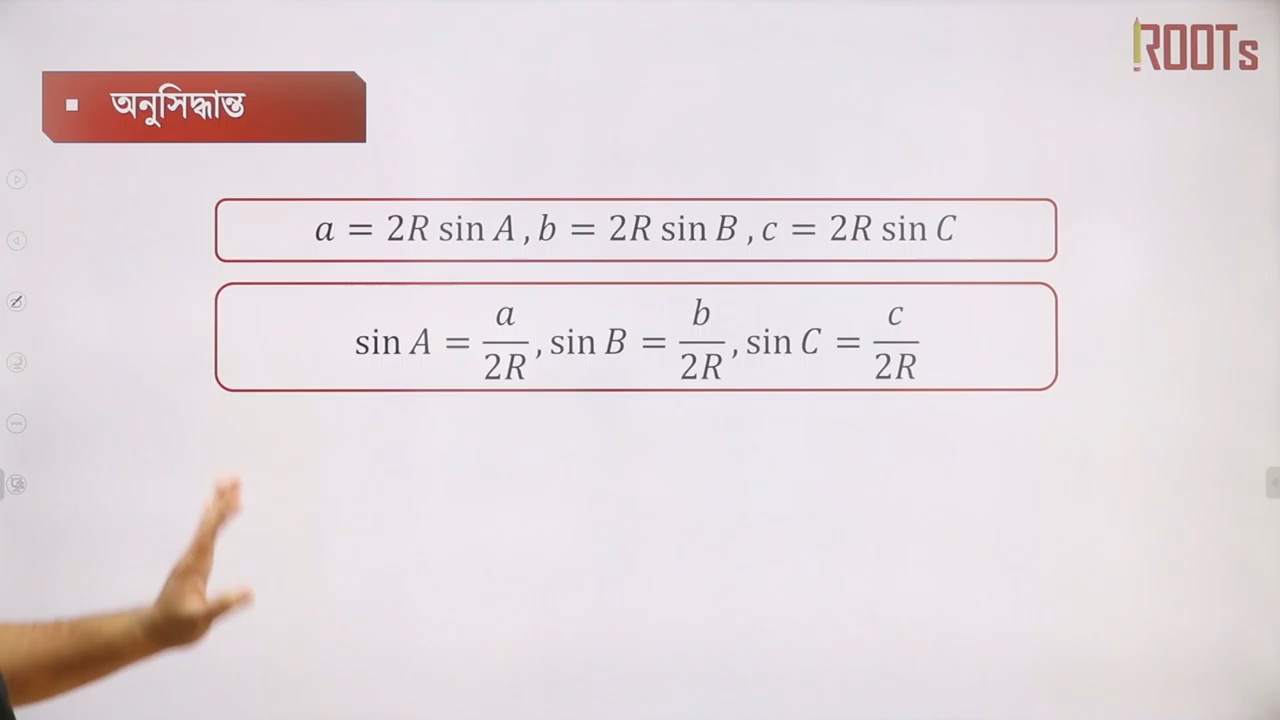 ROOTs
▪ অনুসিদ্ধান্ত
a = 2R sin A , b = 2R sin B , c = 2R sin C
sin A = a/2R , sin B = b/2R , sin C = c/2R